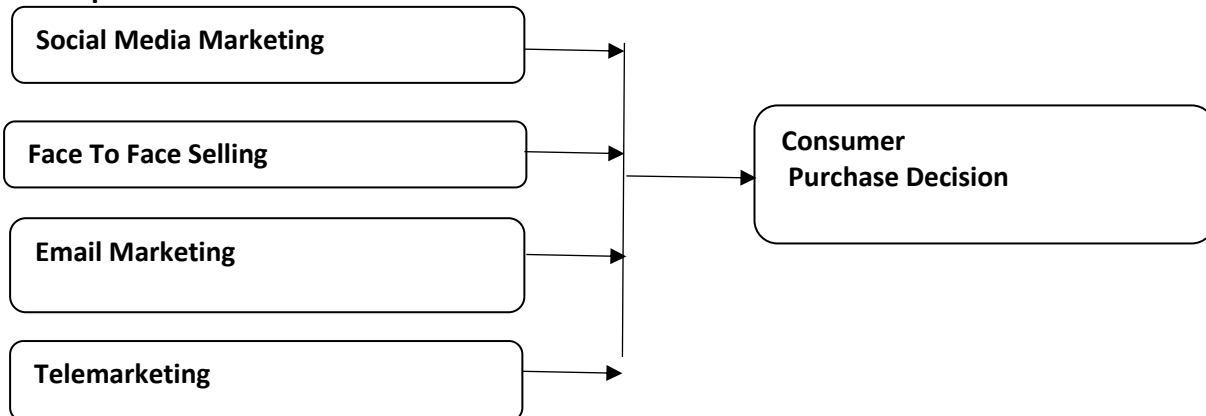 Social Media Marketing
Face To Face Selling
Email Marketing
Telemarketing
Consumer
Purchase Decision